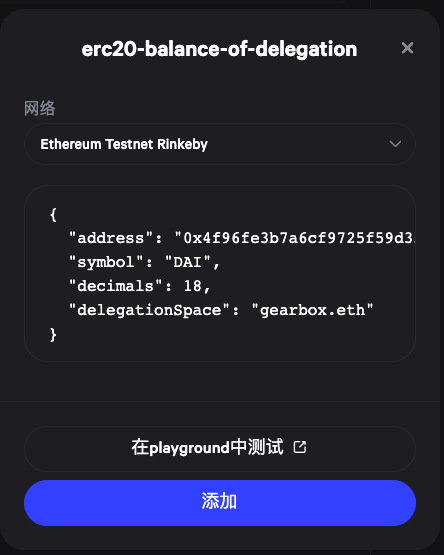 erc20-balance-of-delegation
网络
Ethereum Testnet Rinkeby
{
"address": "0x4f96fe3b7a6cf9725f59d3
"symbol": "DAI",
"decimals": 18,
"delegationSpace": "gearbox.eth"
}
在playground中测试
添加